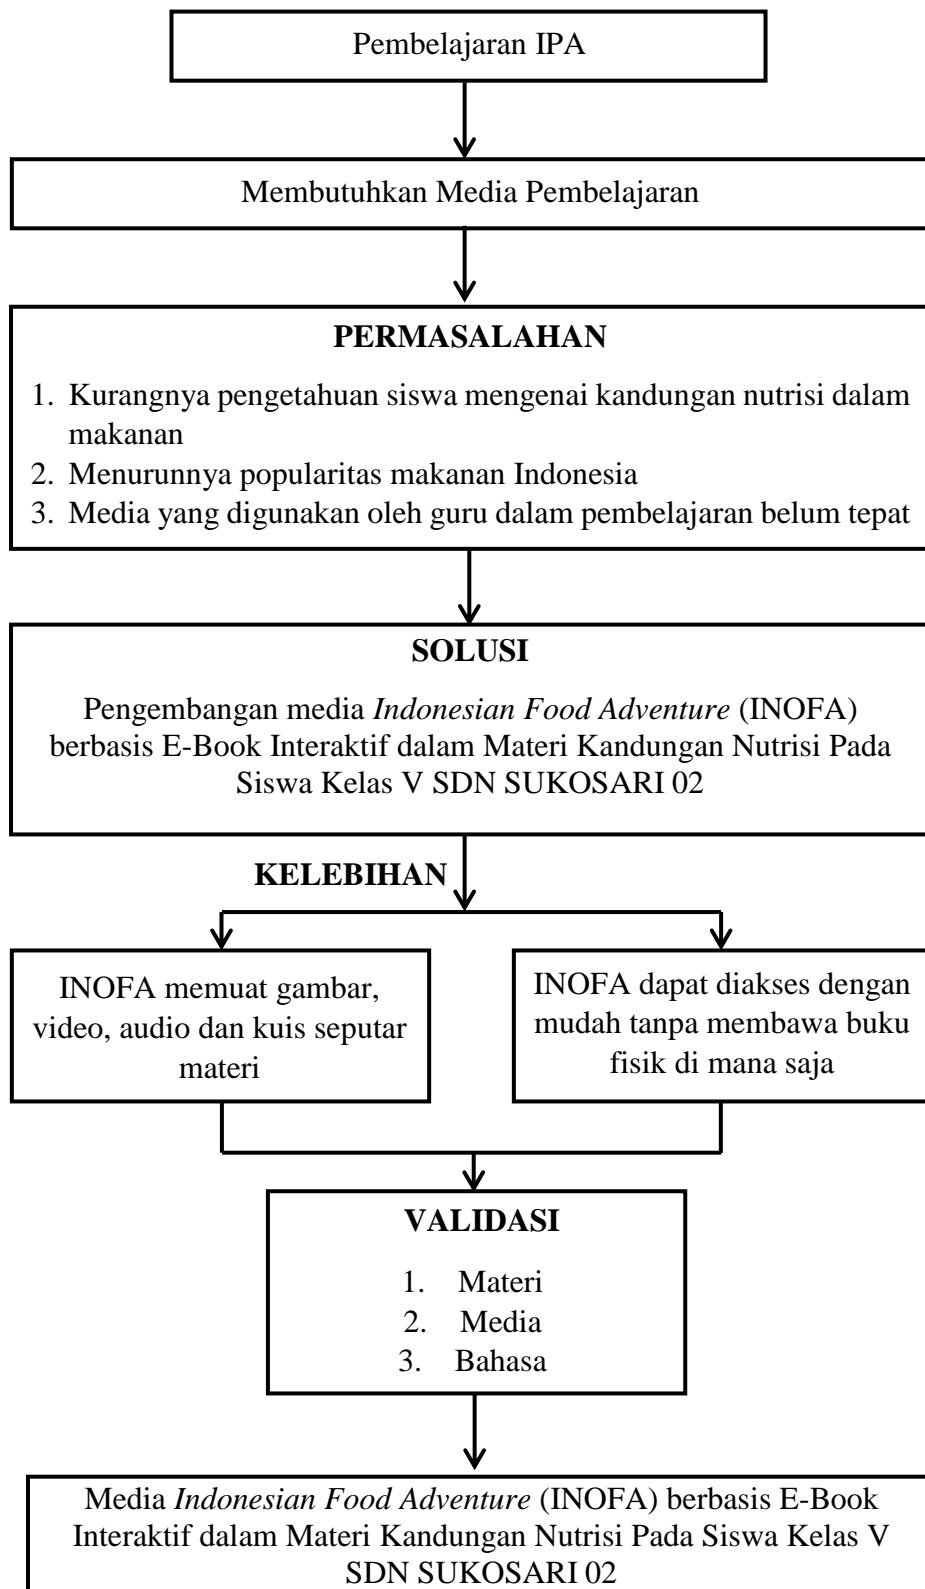 Pembelajaran IPA
Membutuhkan Media Pembelajaran
PERMASALAHAN
1. Kurangnya pengetahuan siswa mengenai kandungan nutrisi dalam
makanan
2. Menurunnya popularitas makanan Indonesia
3. Media yang digunakan oleh guru dalam pembelajaran belum tepat
SOLUSI
Pengembangan media Indonesian Food Adventure (INOFA)
berbasis E-Book Interaktif dalam Materi Kandungan Nutrisi Pada
Siswa Kelas V SDN SUKOSARI 02
KELEBIHAN
INOFA memuat gambar,
video, audio dan kuis seputar
materi
INOFA dapat diakses dengan
mudah tanpa membawa buku
fisik di mana saja
VALIDASI
1. Materi
2. Media
3. Bahasa
Media Indonesian Food Adventure (INOFA) berbasis E-Book
Interaktif dalam Materi Kandungan Nutrisi Pada Siswa Kelas V
SDN SUKOSARI 02